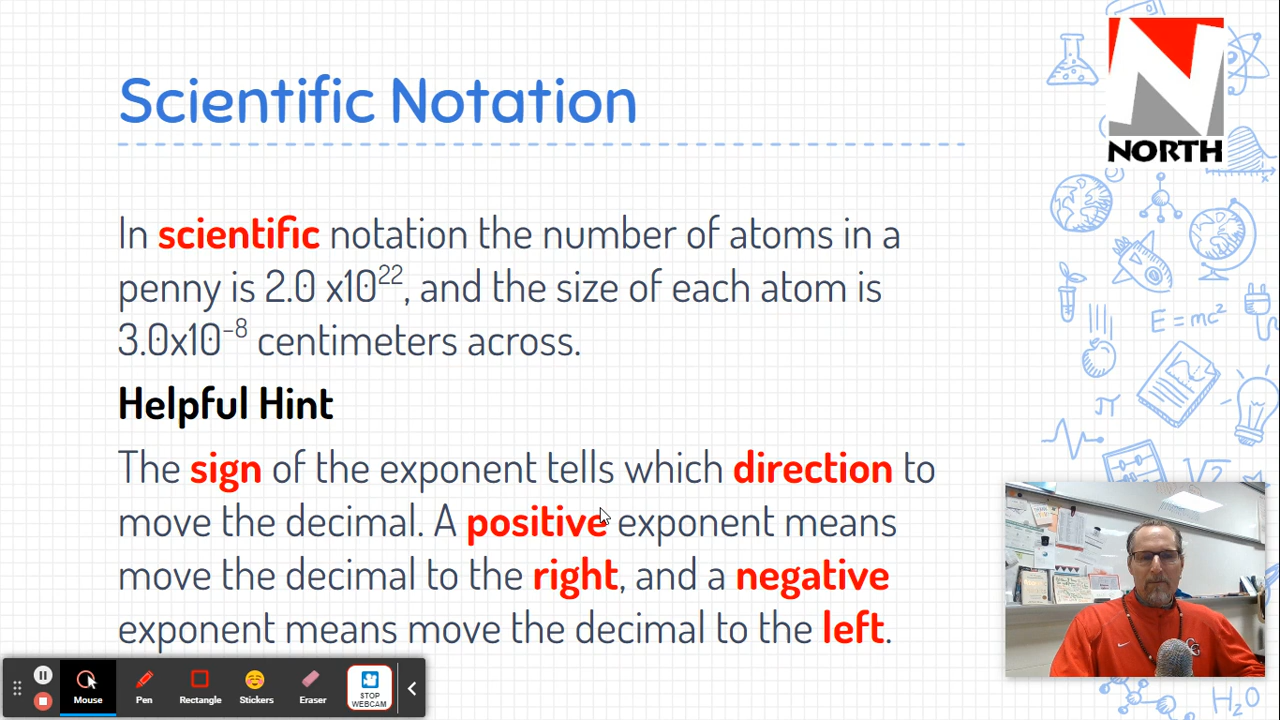 Scientific Notation
NORTH
In scientific notation the number of atoms in a
penny is 2.0 x10²², and the size of each atom is
3.0x10⁻⁸ centimeters across.
Helpful Hint
The sign of the exponent tells which direction to
move the decimal. A positive exponent means
move the decimal to the right, and a negative
exponent means move the decimal to the left.
E=mc²
π
√2
H₂O
Mouse
Pen
Rectangle
Stickers
Eraser
STOP
WEBCAM